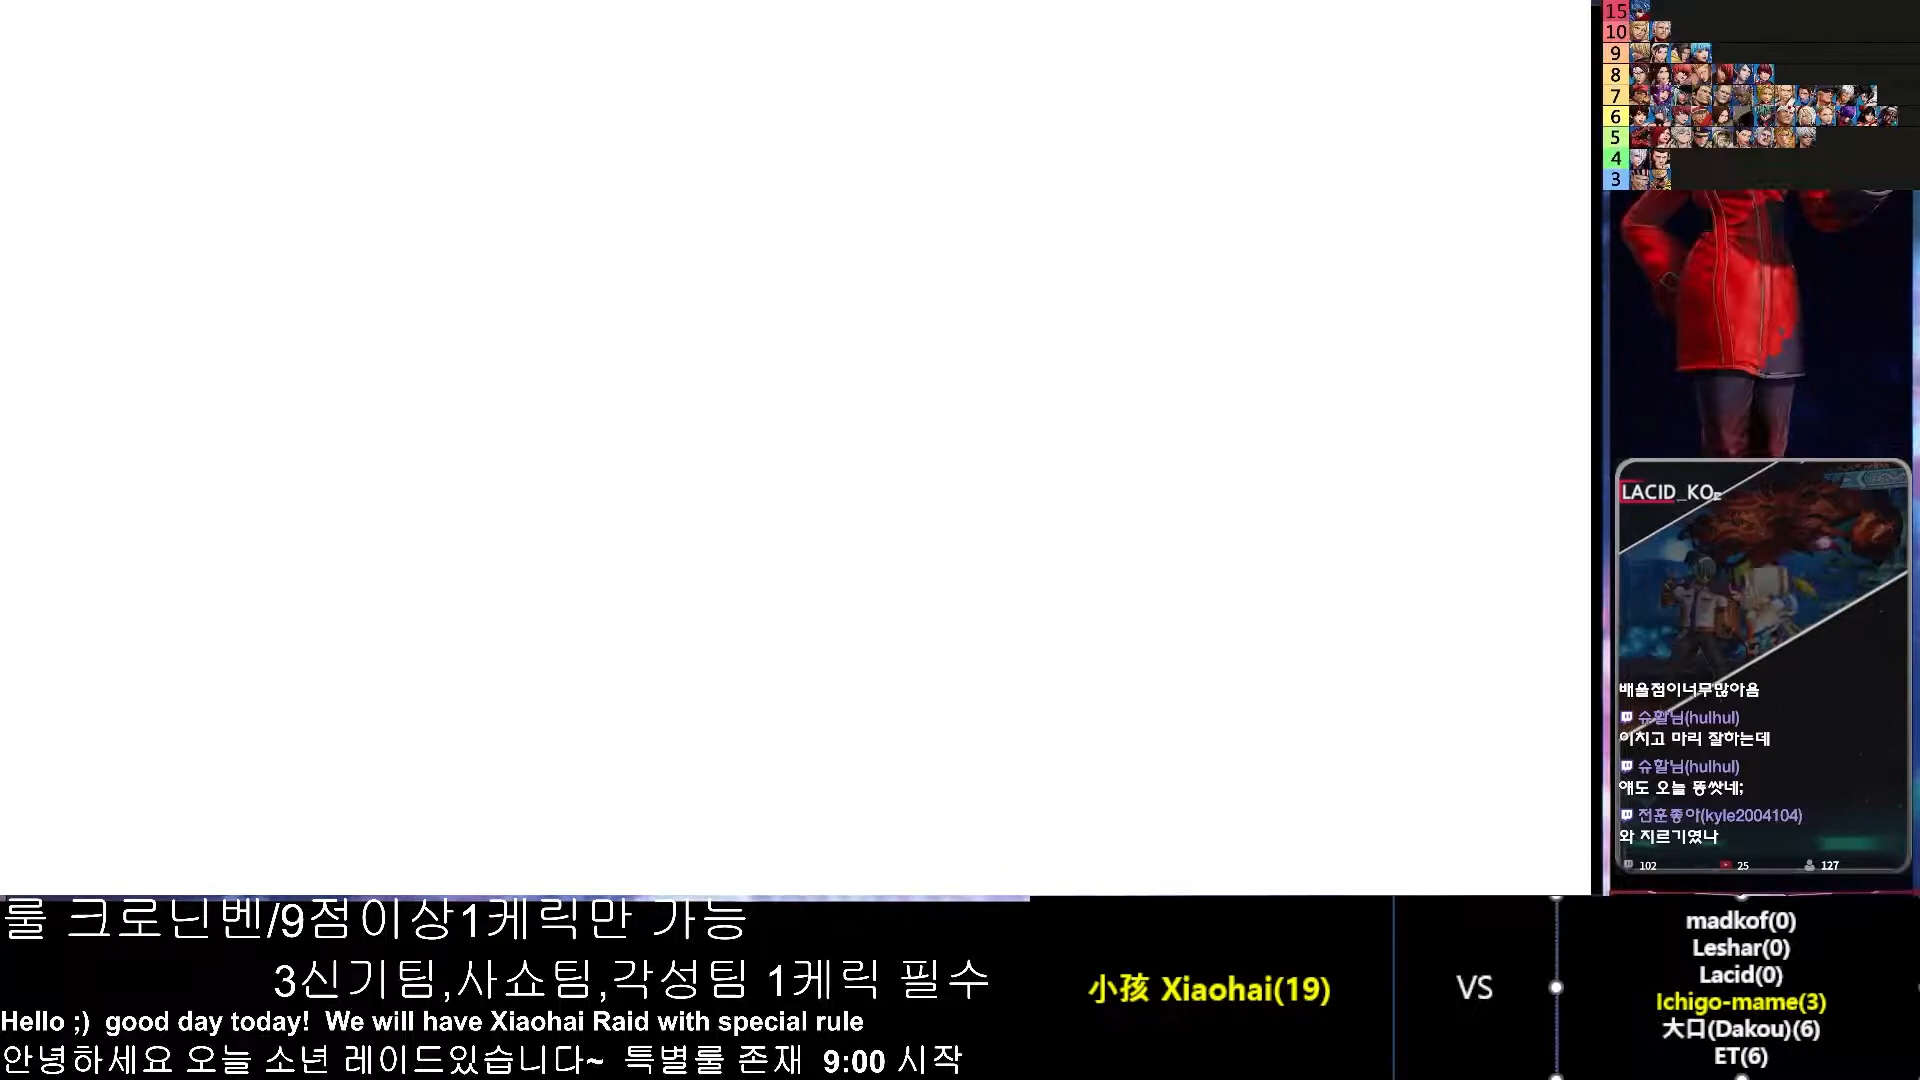 15
10
9
8
7
6
5
4
3
LACID_KOF
배울점이너무많아음
슈할님(hulhul)
이치고 마리 잘하는데
슈할님(hulhul)
얘도 오늘 똥쌋네;
전훈좋아(kyle2004104)
와 지르기였나
102
25
127
룰 크로닌벤/9점이상1케릭만 가능
3신기팀,사쇼팀,각성팀 1케릭 필수
Hello ;) good day today! We will have Xiaohai Raid with special rule
안녕하세요 오늘 소년 레이드있습니다~ 특별룰 존재 9:00 시작
小孩 Xiaohai(19)
VS
madkof(0)
Leshar(0)
Lacid(0)
Ichigo-mame(3)
大口(Dakou)(6)
ET(6)